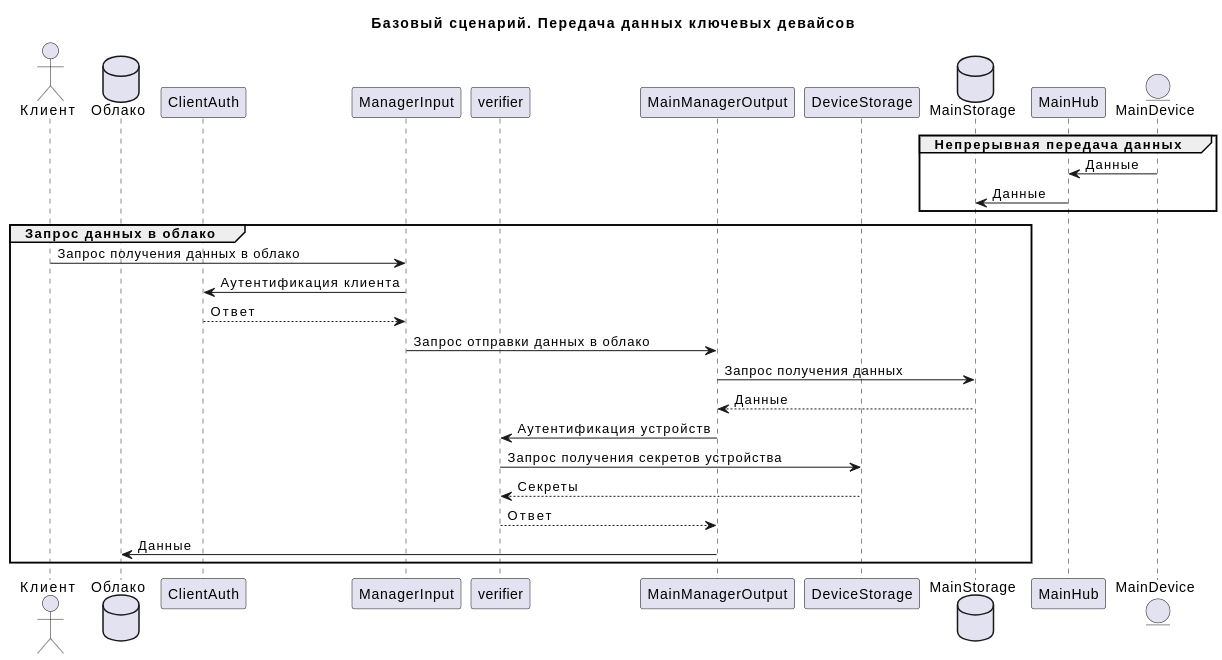 Базовый сценарий. Передача данных ключевых девайсов
Клиент
Облако
ClientAuth
ManagerInput
verifier
MainManagerOutput
DeviceStorage
MainStorage
MainHub
MainDevice
Непрерывная передача данных
Данные
Данные
Запрос данных в облако
Запрос получения данных в облако
Аутентификация клиента
Ответ
Запрос отправки данных в облако
Запрос получения данных
Данные
Аутентификация устройств
Запрос получения секретов устройства
Секреты
Ответ
Данные
Клиент
Облако
ClientAuth
ManagerInput
verifier
MainManagerOutput
DeviceStorage
MainStorage
MainHub
MainDevice